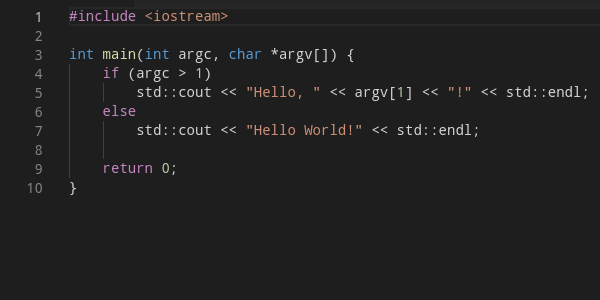 1 #include <iostream>
2
3 int main(int argc, char *argv[]) {
4     if (argc > 1)
5         std::cout << "Hello, " << argv[1] << "!" << std::endl;
6     else
7         std::cout << "Hello World!" << std::endl;
8
9     return 0;
10 }